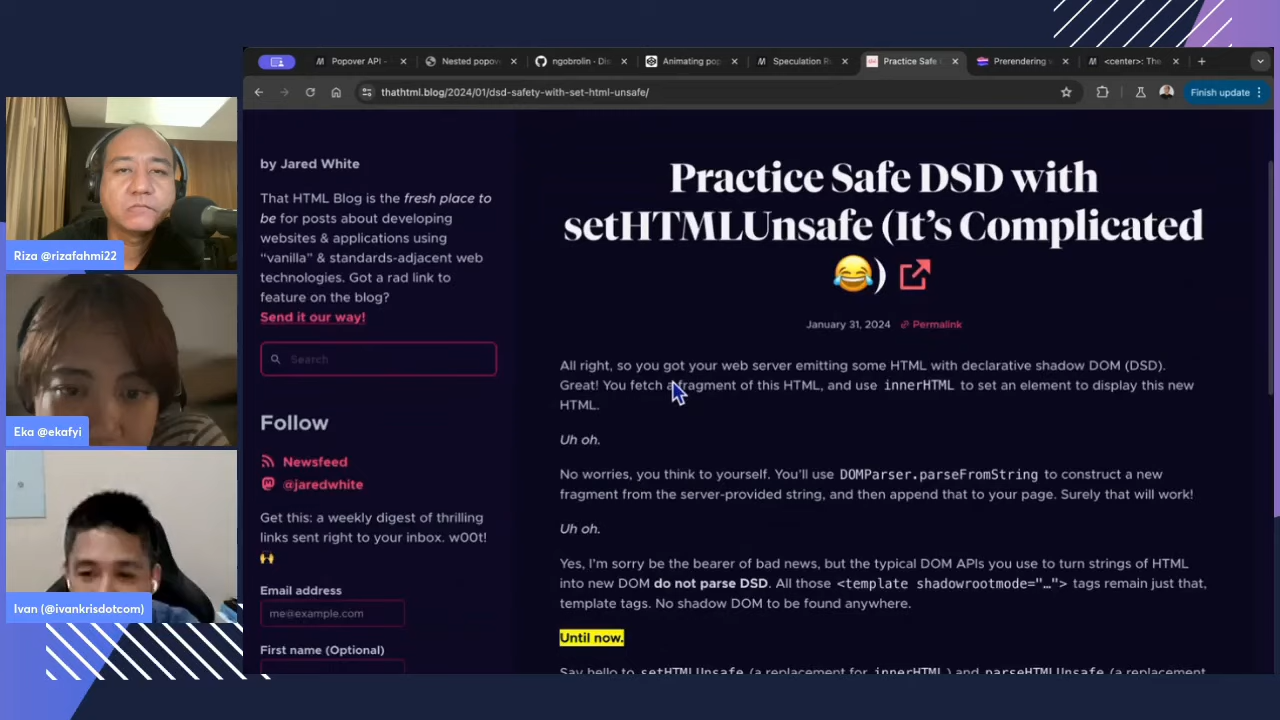 Popover API -
Nested popov
ngobrolin - Dis
Animating pop
Speculation R
Practice Safe
Prerendering
<center>: The
thathtml.blog/2024/01/dsd-safety-with-set-html-unsafe/
Finish update
Riza @rizafahmi22
Eka @ekafyi
Ivan (@ivankrisdotcom)
by Jared White
That HTML Blog is the fresh place to
be for posts about developing
websites & applications using
“vanilla” & standards-adjacent web
technologies. Got a rad link to
feature on the blog?
Send it our way!
Search
Follow
Newsfeed
@jaredwhite
Get this: a weekly digest of thrilling
links sent right to your inbox. w00t!
🙌
Email address
me@example.com
First name (Optional)
Practice Safe DSD with
setHTMLUnsafe (It’s Complicated
😂)
January 31, 2024 Permalink
All right, so you got your web server emitting some HTML with declarative shadow DOM (DSD).
Great! You fetch a fragment of this HTML, and use innerHTML to set an element to display this new
HTML.
Uh oh.
No worries, you think to yourself. You’ll use DOMParser.parseFromString to construct a new
fragment from the server-provided string, and then append that to your page. Surely that will work!
Uh oh.
Yes, I’m sorry be the bearer of bad news, but the typical DOM APIs you use to turn strings of HTML
into new DOM do not parse DSD. All those <template shadowrootmode="…"> tags remain just that,
template tags. No shadow DOM to be found anywhere.
Until now.
Say hello to setHTMLUnsafe (a replacement for innerHTML) and parseHTMLUnsafe (a replacement